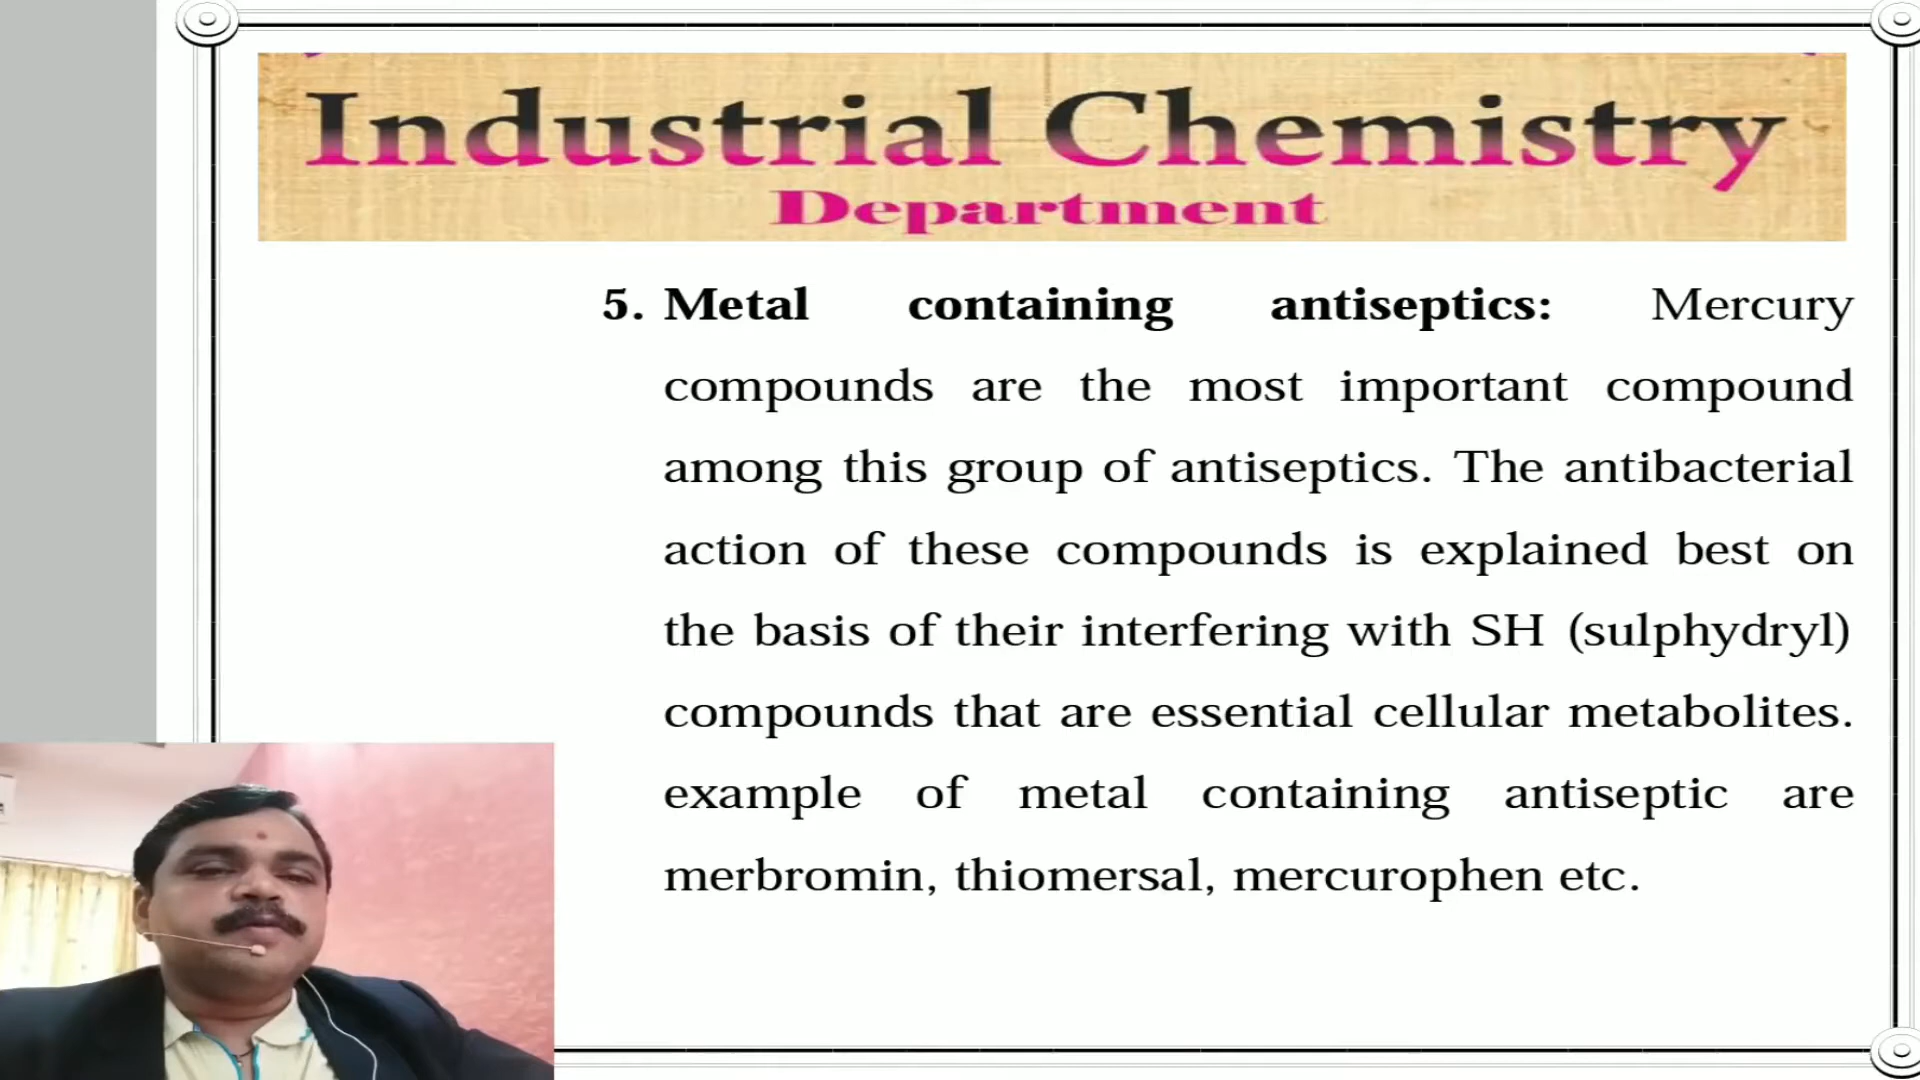 Industrial Chemistry
Department
5. Metal containing antiseptics: Mercury
compounds are the most important compound
among this group of antiseptics. The antibacterial
action of these compounds is explained best on
the basis of their interfering with SH (sulphydryl)
compounds that are essential cellular metabolites.
example of metal containing antiseptic are
merbromin, thiomersal, mercurophen etc.